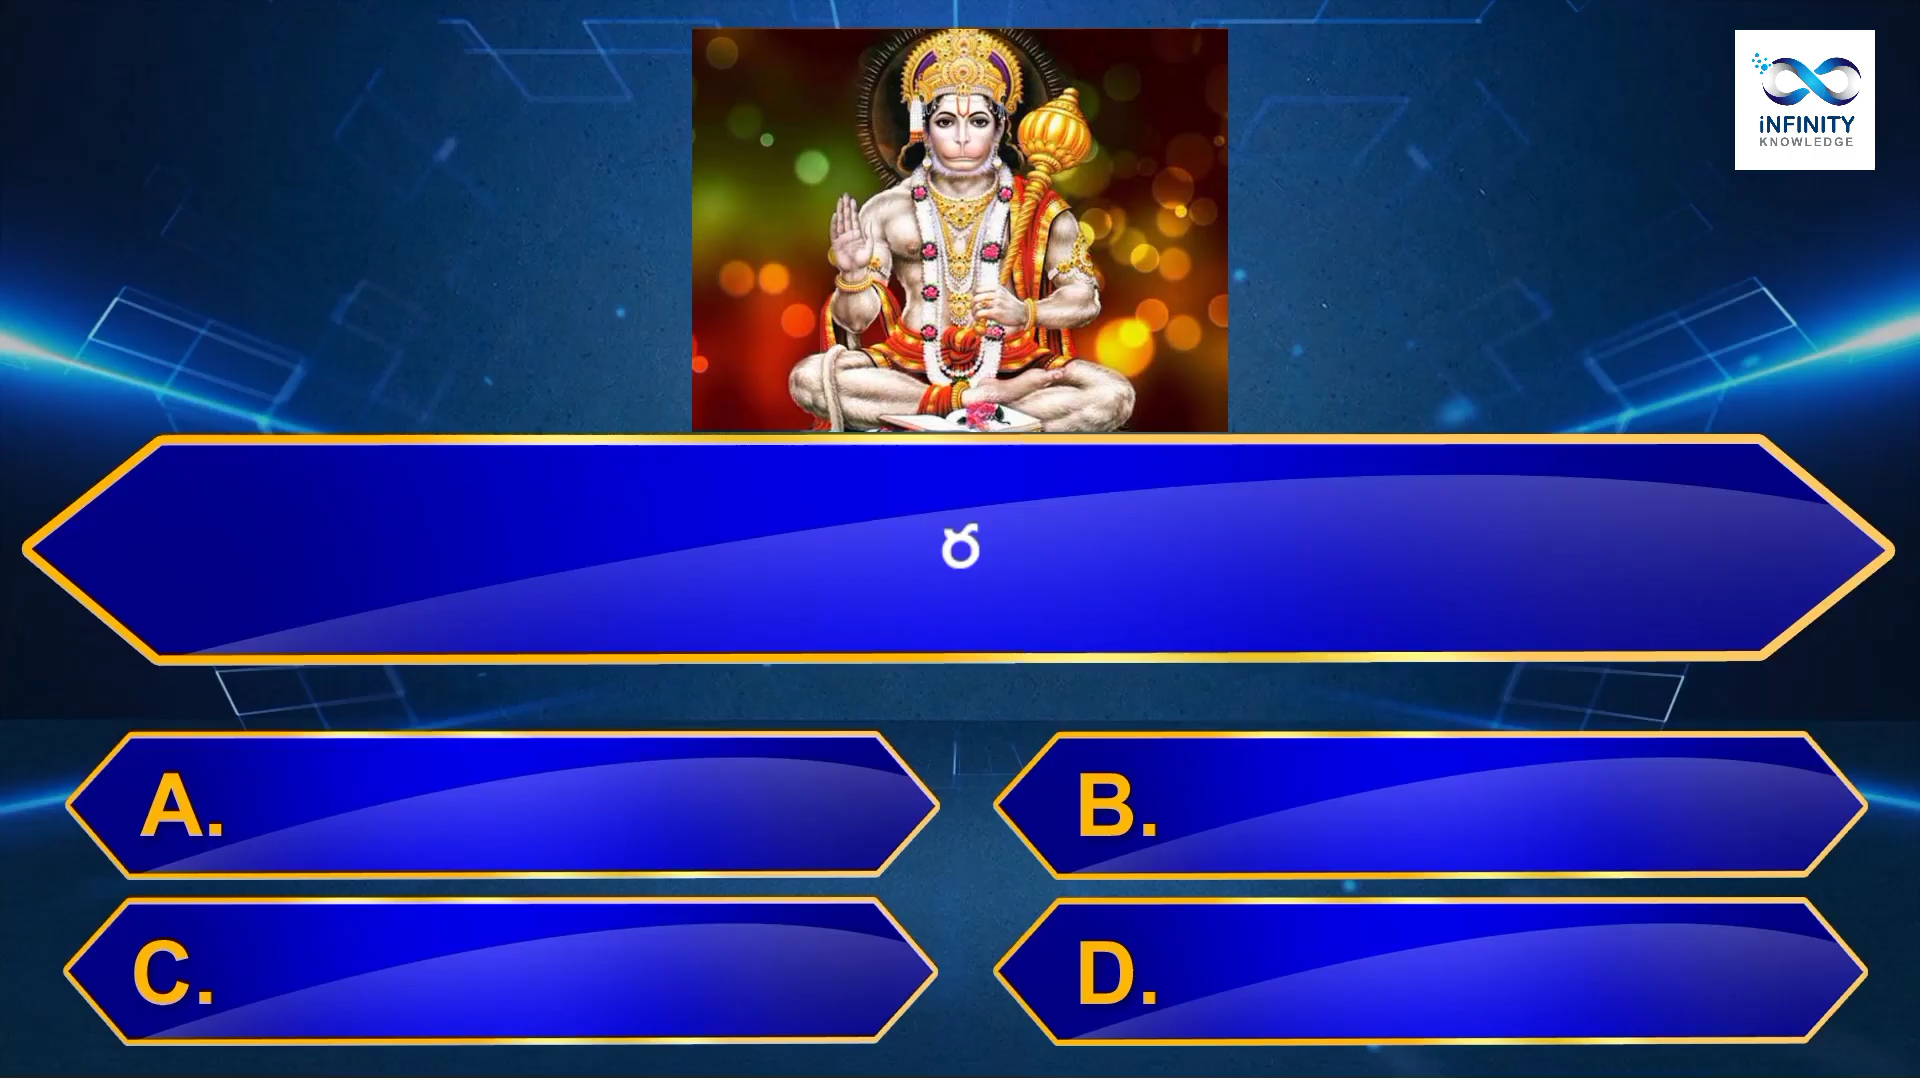 iNFINITY
KNOWLEDGE
ర
A.
B.
C.
D.